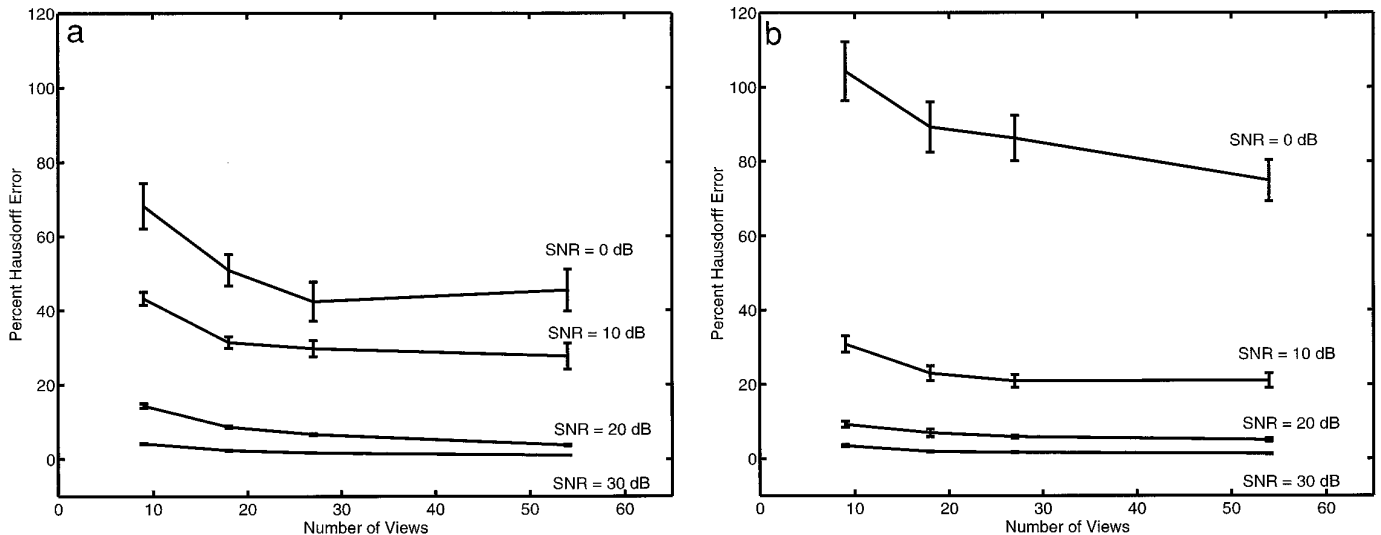 a
120
100
80
60
40
20
0
Percent Hausdorff Error
SNR = 0 dB
SNR = 10 dB
SNR = 20 dB
SNR = 30 dB
0 10 20 30 40 50 60
Number of Views
b
120
100
80
60
40
20
0
Percent Hausdorff Error
SNR = 0 dB
SNR = 10 dB
SNR = 20 dB
SNR = 30 dB
0 10 20 30 40 50 60
Number of Views